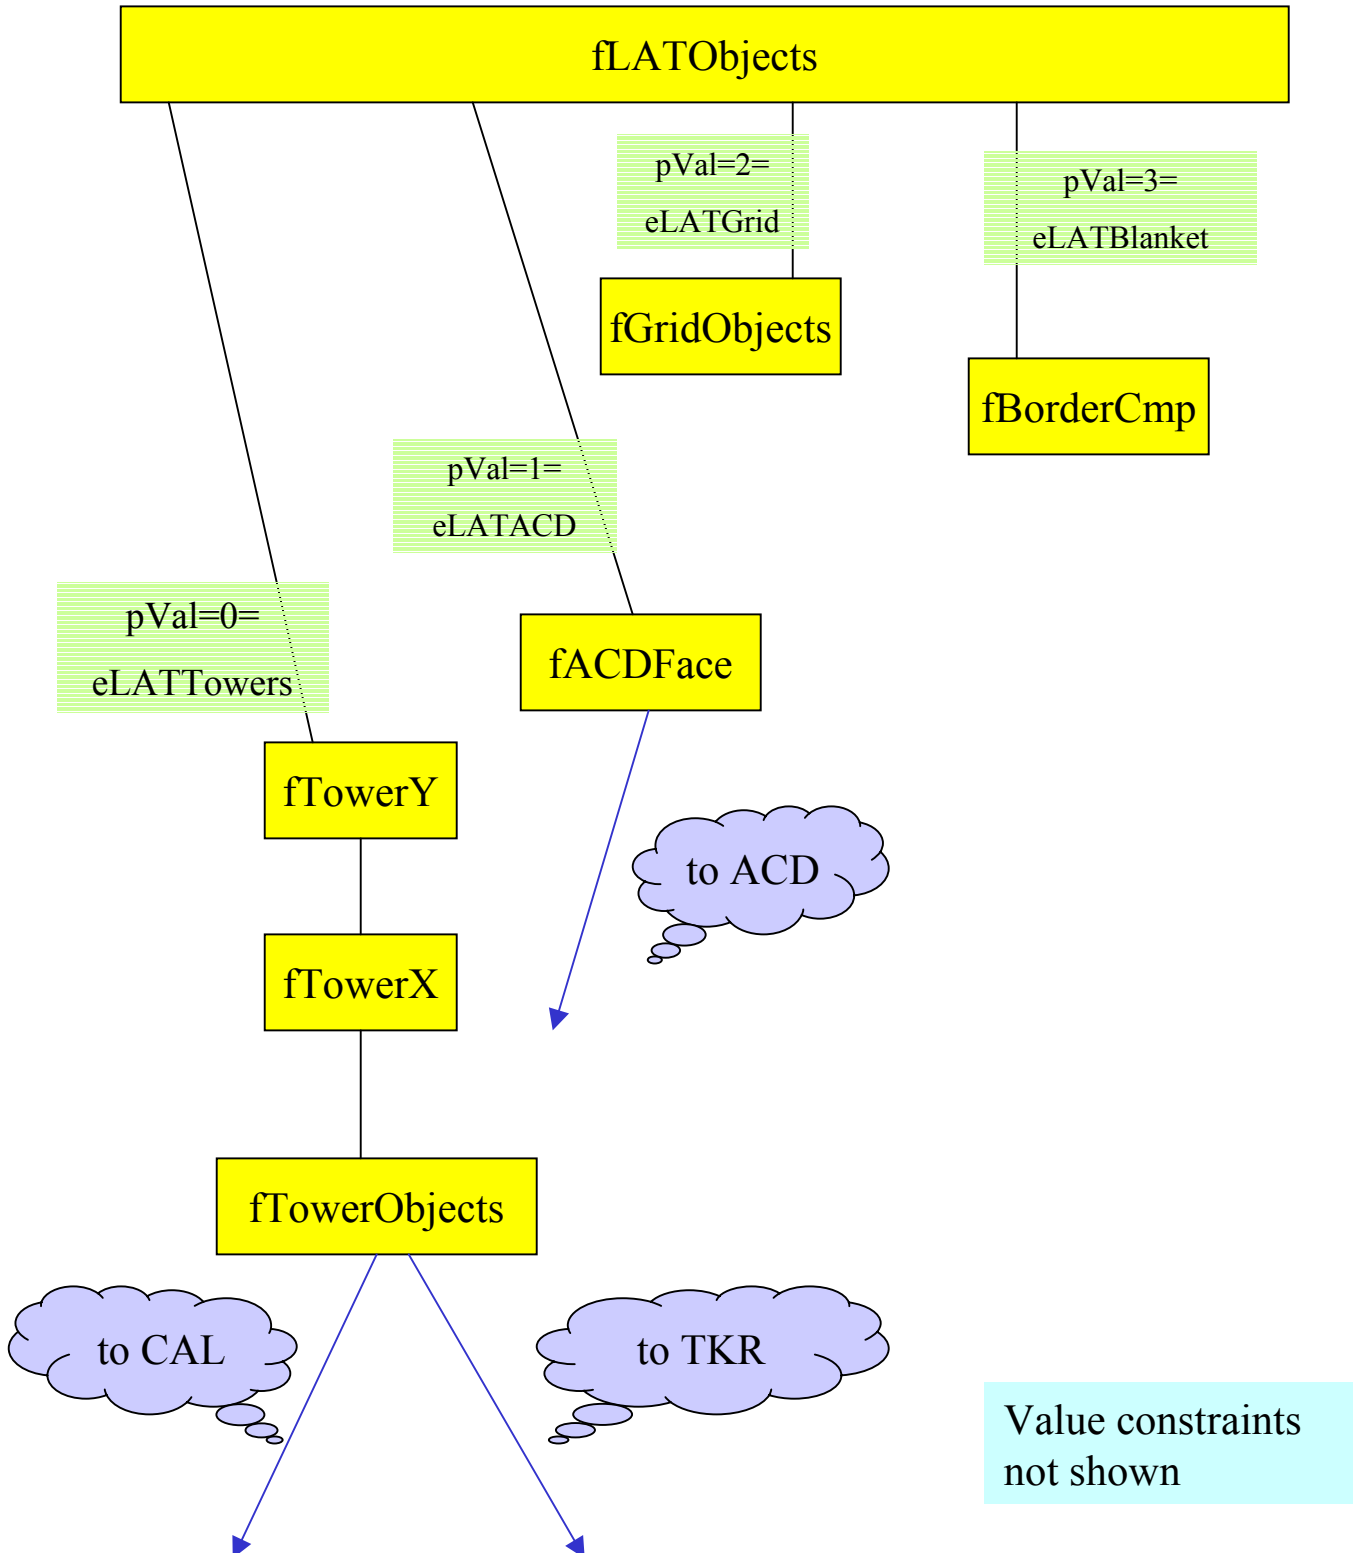 fLATObjects
pVal=2=
eLATGrid
pVal=3=
eLATBlanket
fGridObjects
fBorderCmp
pVal=1=
eLATACD
pVal=0=
eLATTowers
fACDFace
fTowerY
to ACD
fTowerX
fTowerObjects
to CAL
to TKR
Value constraints
not shown